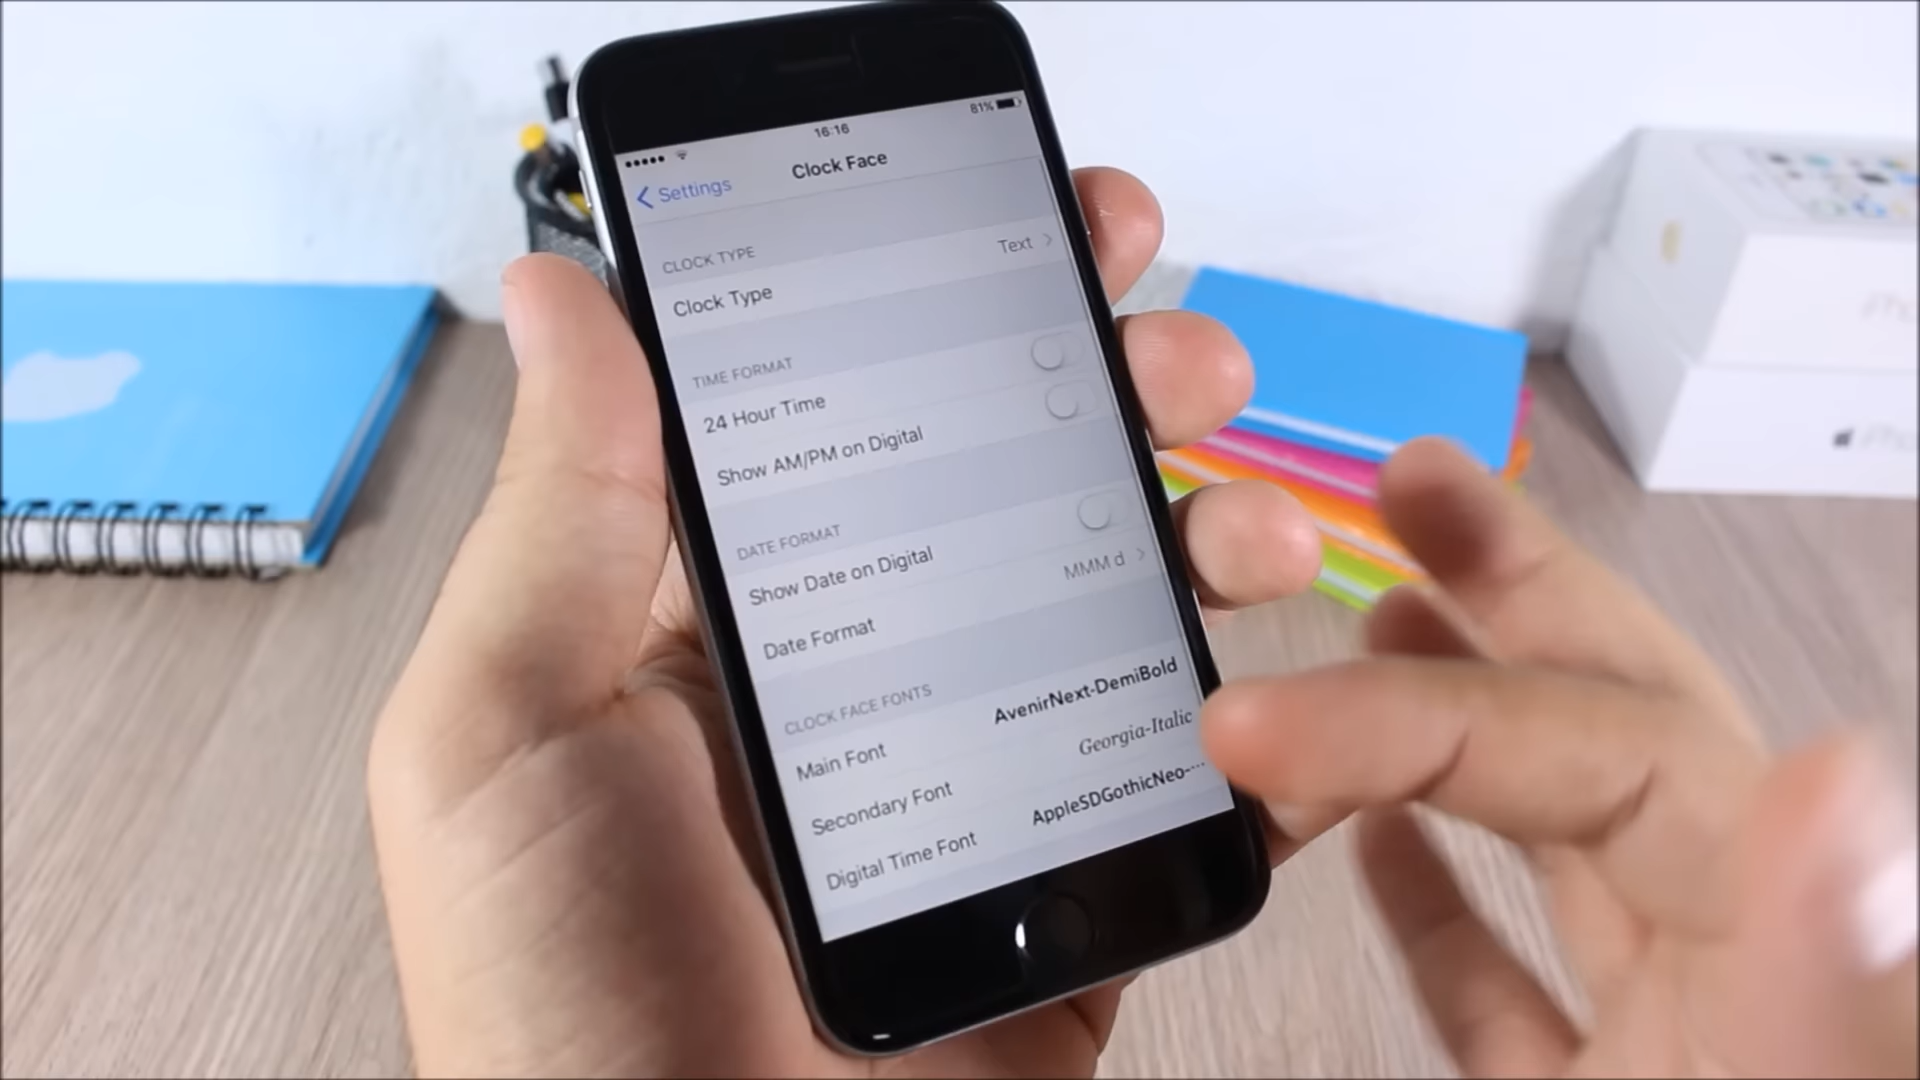 81%
16:16
Settings
Clock Face
CLOCK TYPE
Clock Type Text
TIME FORMAT
24 Hour Time
Show AM/PM on Digital
DATE FORMAT
Show Date on Digital
Date Format MMM d
CLOCK FACE FONTS
Main Font AvenirNext-DemiBold
Secondary Font Georgia-Italic
Digital Time Font AppleSDGothicNeo-...